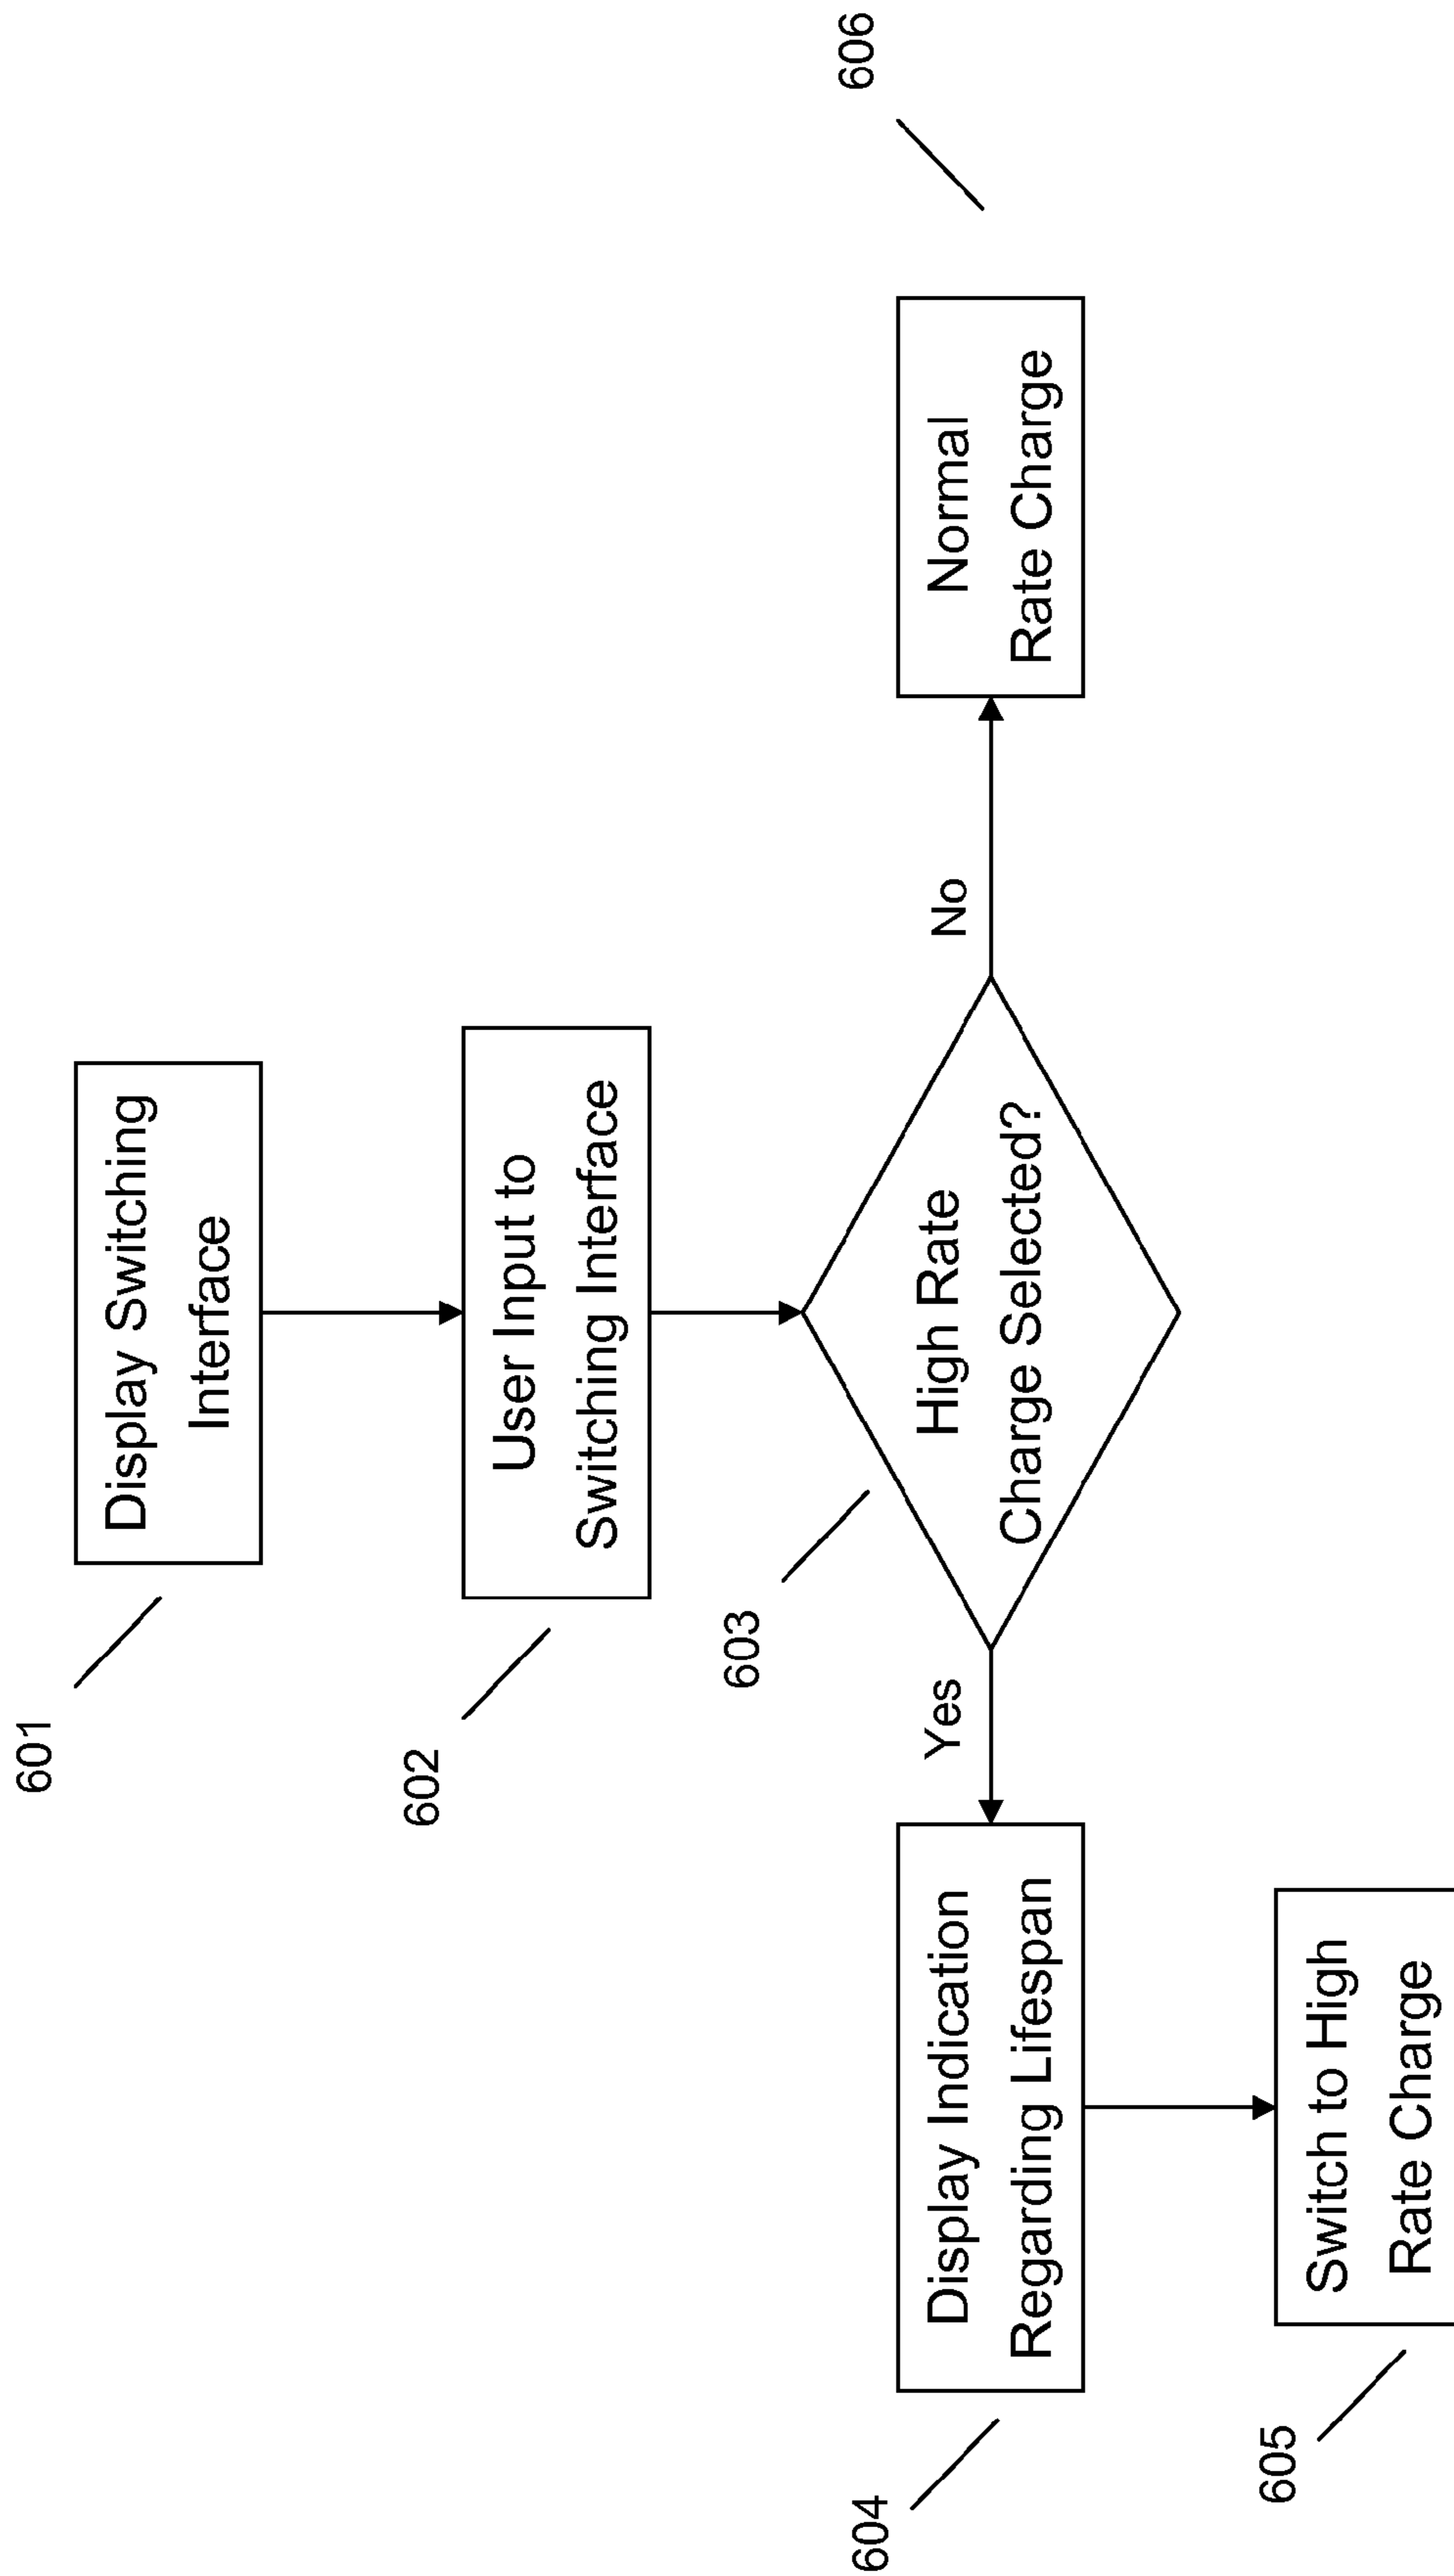 601
Display Switching
Interface
602
User Input to
Switching Interface
603
High Rate
Charge Selected?
Yes
No
604
Display Indication
Regarding Lifespan
606
Normal
Rate Charge
605
Switch to High
Rate Charge